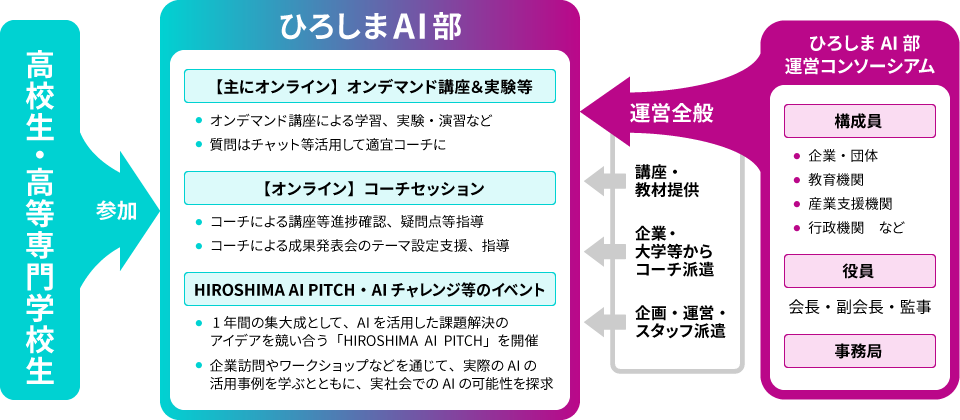 高校生・高等専門学校生
参加
ひろしまAI部
【主にオンライン】オンデマンド講座&実験等
オンデマンド講座による学習、実験・演習など
質問はチャット等活用して適宜コーチに
【オンライン】コーチセッション
コーチによる講座等進捗確認、疑問点等指導
コーチによる成果発表会のテーマ設定支援、指導
HIROSHIMA AI PITCH・AIチャレンジ等のイベント
1年間の集大成として、AIを活用した課題解決の
アイデアを競い合う「HIROSHIMA AI PITCH」を開催
企業訪問やワークショップなどを通じて、実際のAIの
活用事例を学ぶとともに、実社会でのAIの可能性を探求
運営全般
講座・
教材提供
企業・
大学等から
コーチ派遣
企画・運営・
スタッフ派遣
ひろしまAI部
運営コンソーシアム
構成員
企業・団体
教育機関
産業支援機関
行政機関 など
役員
会長・副会長・監事
事務局